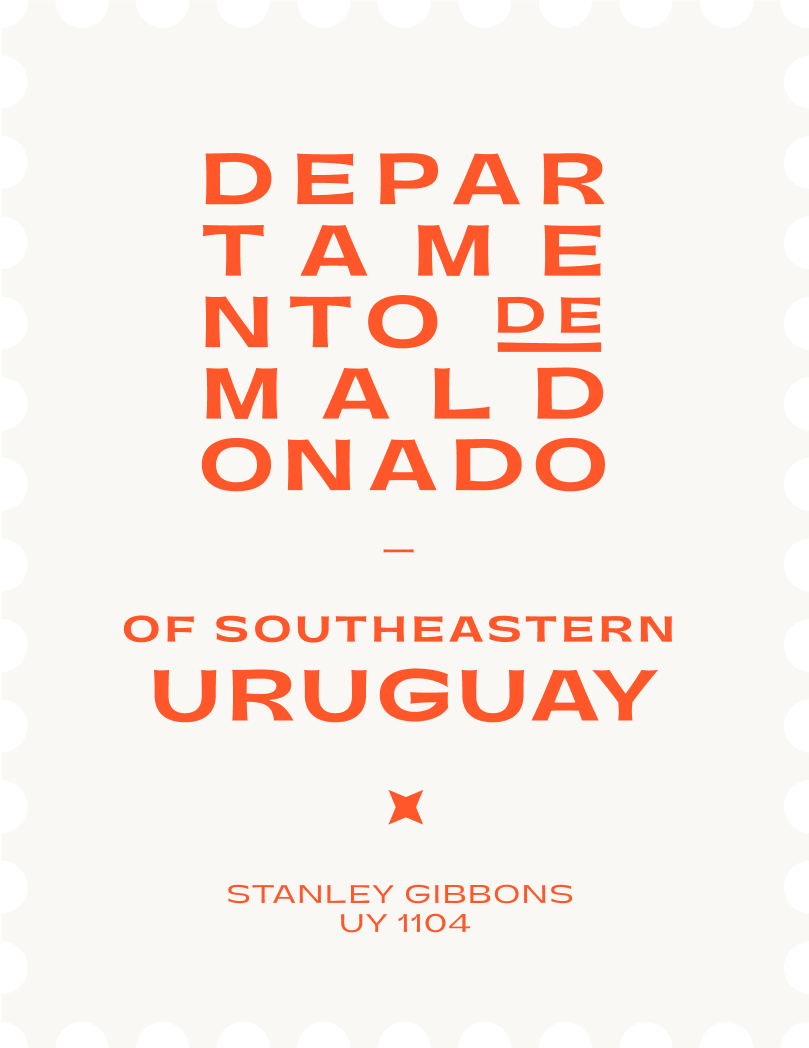 DEPAR
TAME
NTO DE
MALD
ONADO
—
OF SOUTHEASTERN
URUGUAY
STANLEY GIBBONS
UY 1104